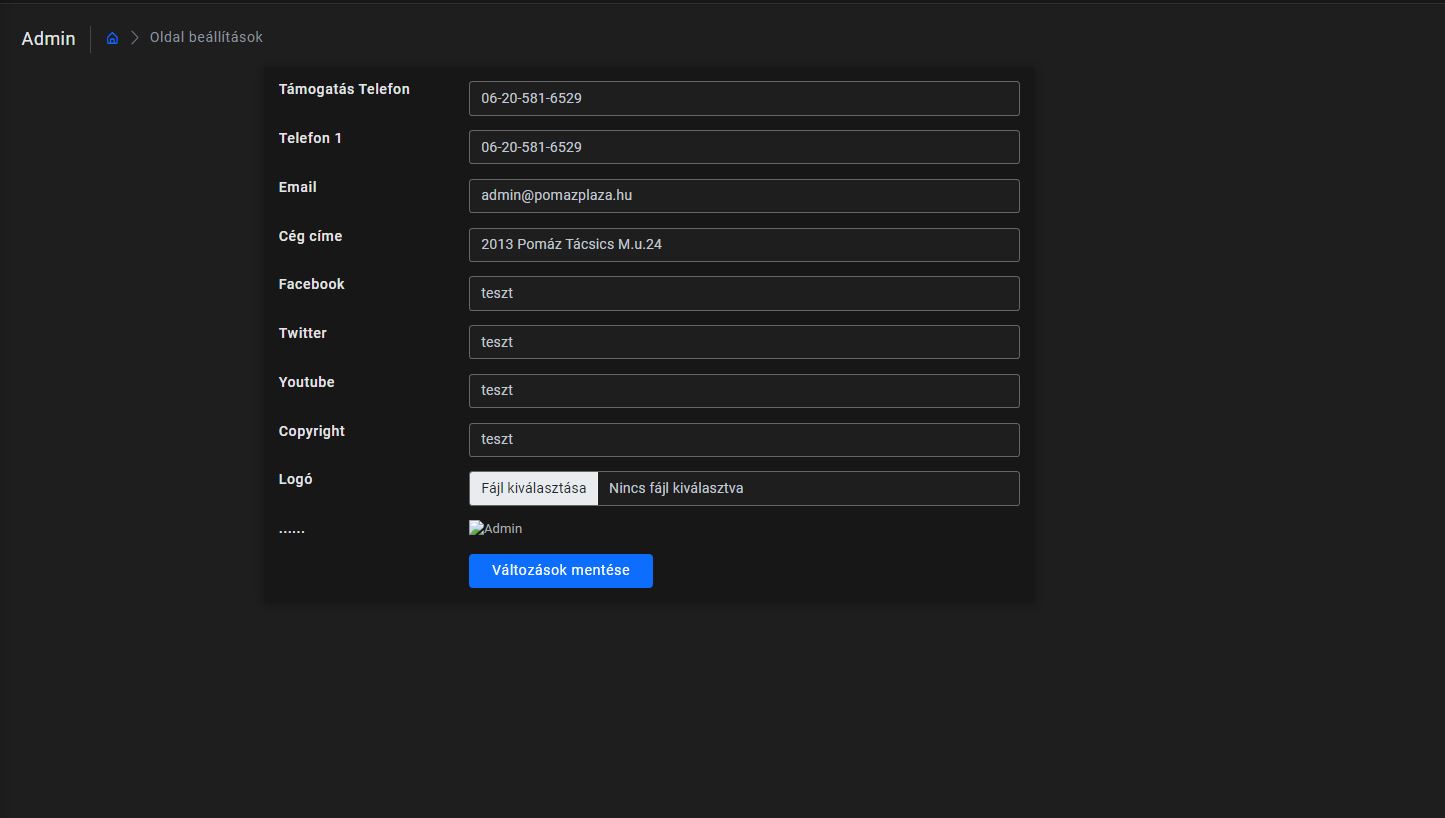 Admin
Oldal beállítások
Támogatás Telefon
06-20-581-6529
Telefon 1
06-20-581-6529
Email
admin@pomazplaza.hu
Cég címe
2013 Pomáz Tácsics M.u.24
Facebook
teszt
Twitter
teszt
Youtube
teszt
Copyright
teszt
Logó
Fájl kiválasztása Nincs fájl kiválasztva
......
Admin
Változások mentése